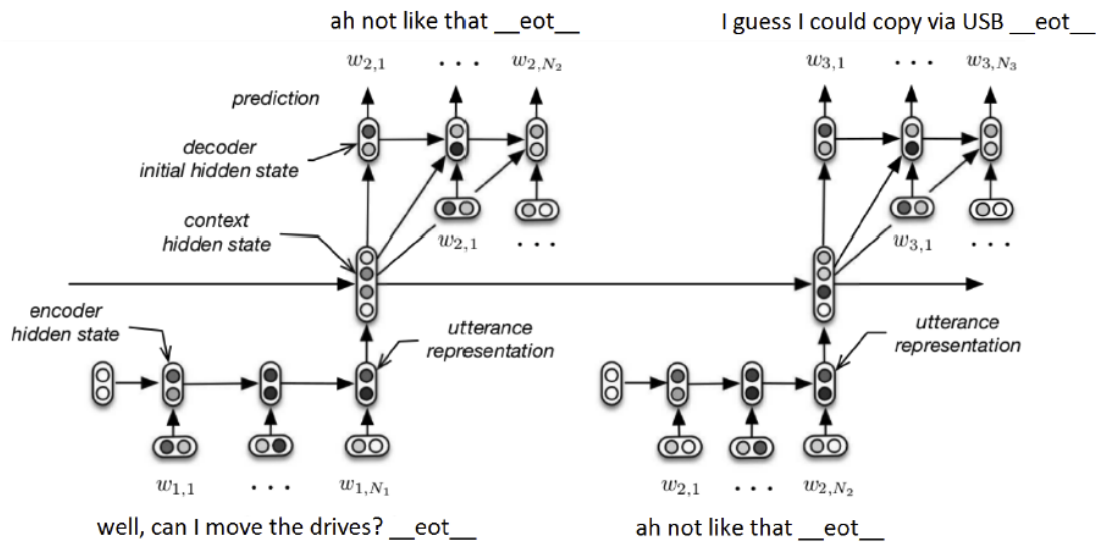 ah not like that __eot__
I guess I could copy via USB __eot__
w2,1 · · · w2,N2
w3,1 · · · w3,N3
prediction
decoder
initial hidden state
context
hidden state
w2,1 · · ·
w3,1 · · ·
encoder
hidden state
utterance
representation
utterance
representation
w1,1 · · · w1,N1
w2,1 · · · w2,N2
well, can I move the drives? __eot__
ah not like that __eot__